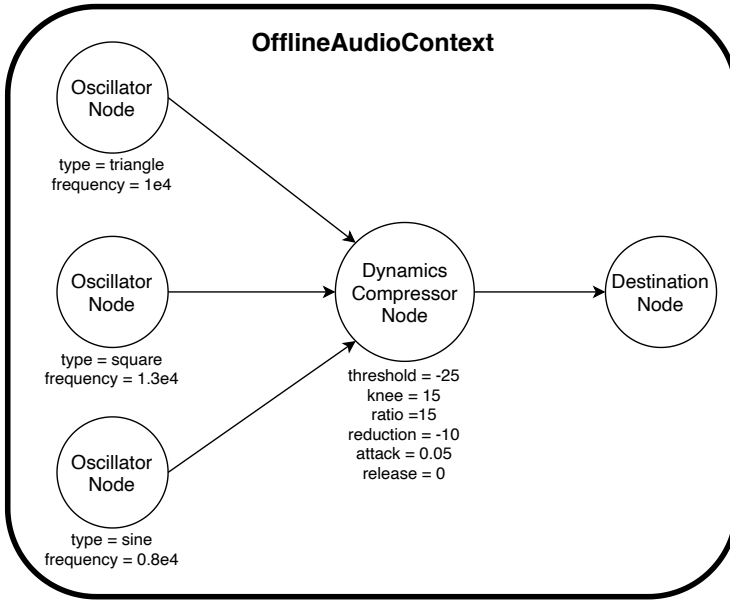 OfflineAudioContext
Oscillator
Node
type = triangle
frequency = 1e4
Oscillator
Node
type = square
frequency = 1.3e4
Oscillator
Node
type = sine
frequency = 0.8e4
Dynamics
Compressor
Node
threshold = -25
knee = 15
ratio =15
reduction = -10
attack = 0.05
release = 0
Destination
Node